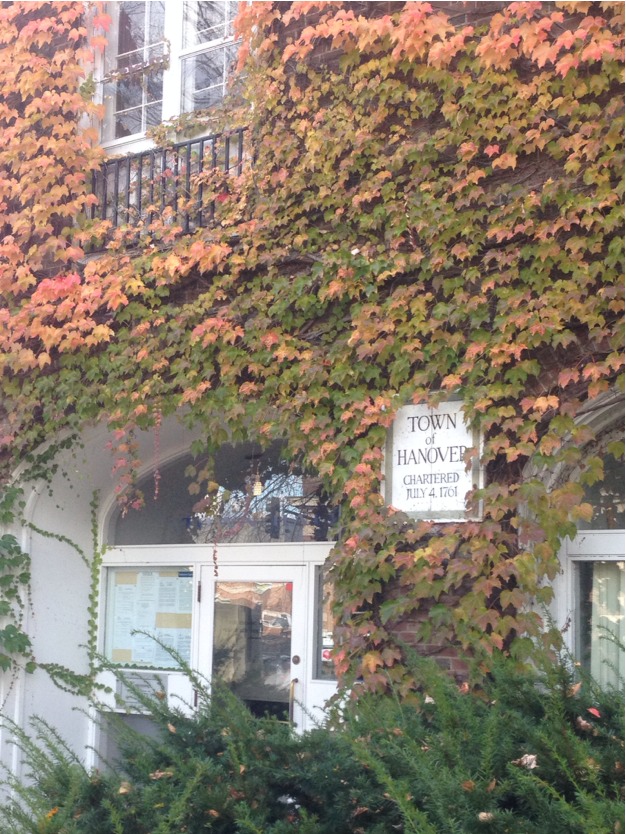 TOWN
of
HANOVER
CHARTERED
JULY 4, 1761